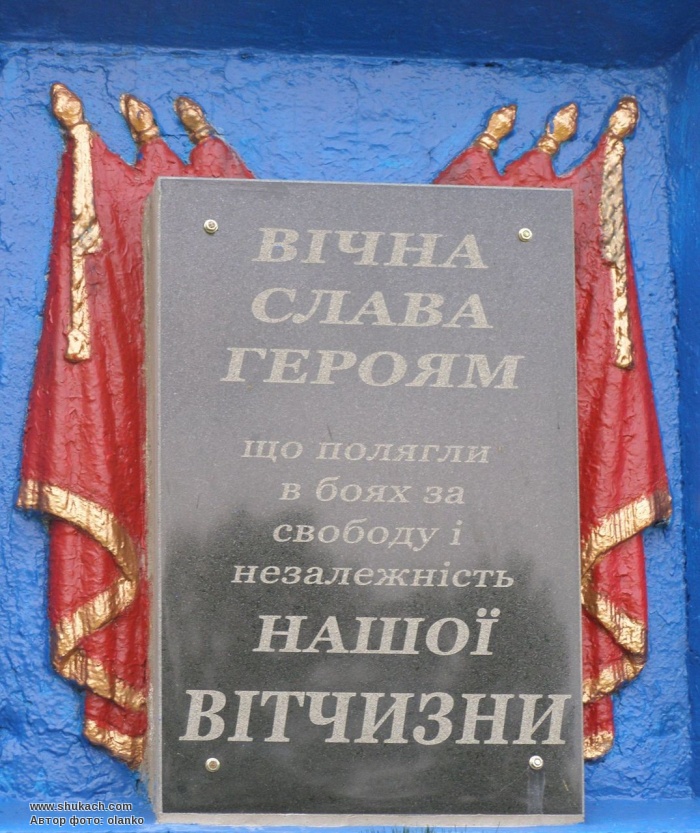 ВІЧНА
СЛАВА
ГЕРОЯМ
що полягли
в боях за
свободу і
незалежність
НАШОЇ
ВІТЧИЗНИ
www.shukach.com
Автор фото: olanko